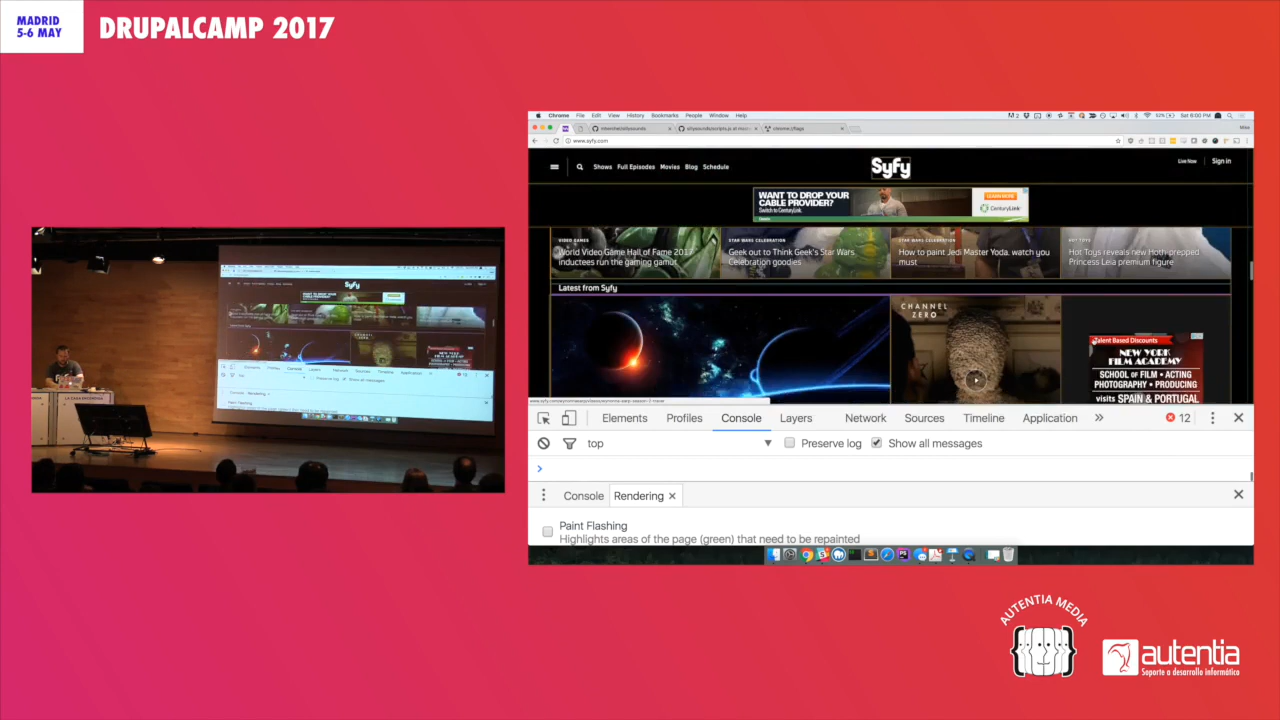 MADRID
5-6 MAY
DRUPALCAMP 2017
Chrome File Edit View History Bookmarks People Window Help
Sat 6:00 PM
chrome://flags
Mike
www.syfy.com
Shows Full Episodes Movies Blog Schedule
Syfy
Live Now Sign in
WANT TO DROP YOUR
CABLE PROVIDER?
Switch to CenturyLink.
LEARN MORE
CenturyLink
VIDEO GAMES
World Video Game Hall of Fame 2017
inductees run the gaming gamut
STAR WARS CELEBRATION
Geek out to Think Geek's Star Wars
Celebration goodies
STAR WARS CELEBRATION
How to paint Jedi Master Yoda, watch you
must
HOT TOYS
Hot Toys reveals new Hoth-prepped
Princess Leia premium figure
Latest from Syfy
CHANNEL
ZERO
Talent Based Discounts
NEW YORK
FILM ACADEMY
SCHOOL of FILM • ACTING
PHOTOGRAPHY • PRODUCING
visits SPAIN & PORTUGAL
Elements Profiles Console Layers Network Sources Timeline Application » 12
top Preserve log Show all messages
Console Rendering
Paint Flashing
Highlights areas of the page (green) that need to be repainted
AUTENTIA MEDIA
autentia
Soporte a desarrollo informático